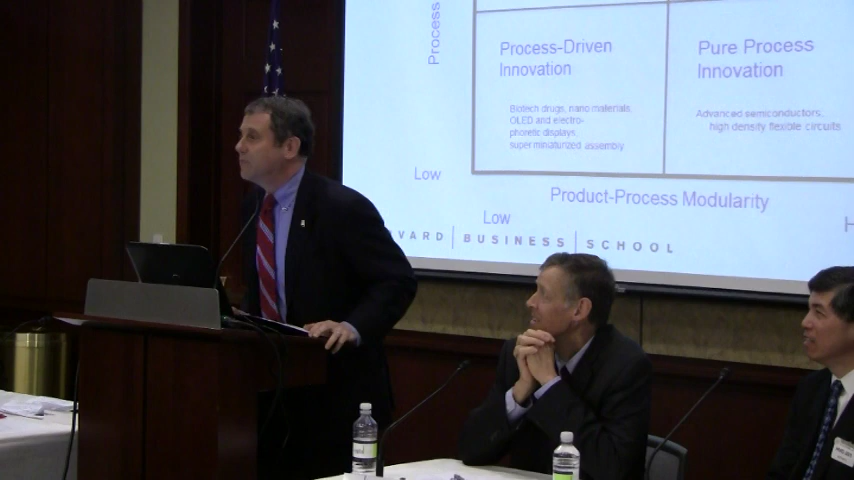 Process
Process-Driven
Innovation
Biotech drugs, nano materials,
OLED and electro-
phoretic displays,
super miniaturized assembly
Pure Process
Innovation
Advanced semiconductors,
high density flexible circuits
Low
Product-Process Modularity
Low
H
VARD BUSINESS SCHOOL